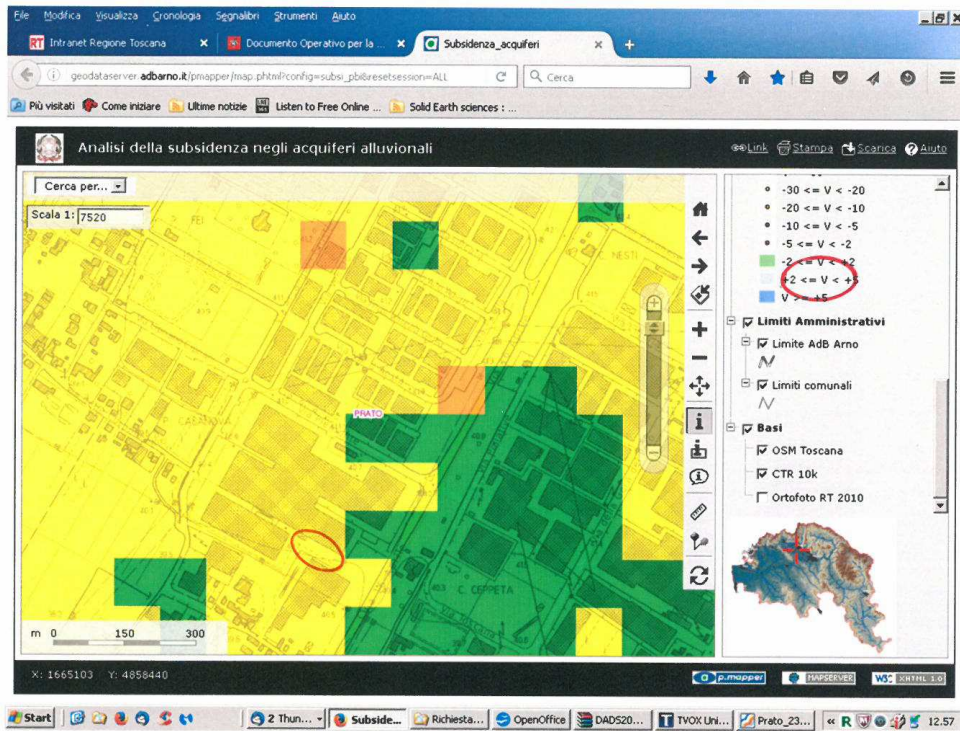 File Modifica Visualizza Cronologia Segnalibri Strumenti Aiuto
RT Intranet Regione Toscana
Documento Operativo per la ...
Subsidenza_acquiferi
geodataserver.adbarno.it/pmapper/map.phtml?config=subsi_pbi&resetsession=ALL
Cerca
Più visitati Come iniziare Ultime notizie Listen to Free Online ... Solid Earth sciences : ...
Analisi della subsidenza negli acquiferi alluvionali
Link Stampa Scarica Aiuto
Cerca per...
Scala 1: 7520
-30 <= V < -20
-20 <= V < -10
-10 <= V < -5
-5 <= V < -2
-2 <= V < +2
+2 <= V < +5
V >= +5
Limiti Amministrativi
Limite AdB Arno
Limiti comunali
Basi
OSM Toscana
CTR 10k
Ortofoto RT 2010
FEI
C. NESTI
PRATO
CASANOVA
C. CEPPETA
m 0 150 300
X: 1665103 Y: 4858440
p.mapper MAPSERVER W3C XHTML 1.0
Start 2 Thun... Subside... Richiesta... OpenOffice DADS20... TVOX Uni... Prato_23... « R 12.57